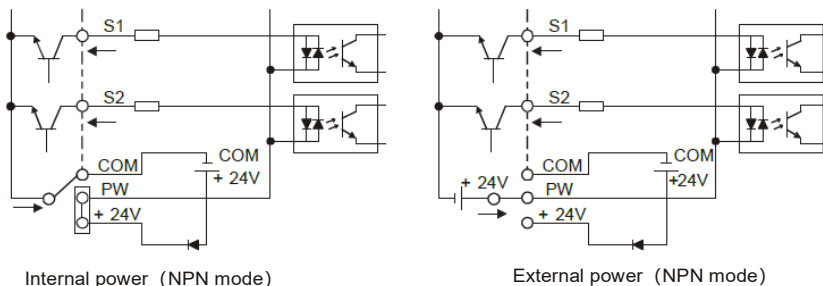 S1
S2
COM
COM
+ 24V
PW
+ 24V
Internal power（NPN mode）
S1
S2
COM
COM
+24V
+ 24V
PW
+ 24V
External power（NPN mode）